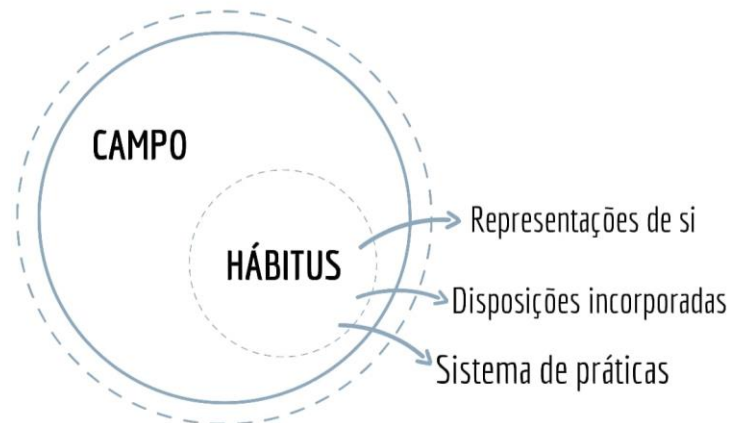 CAMPO
HÁBITUS
Representações de si
Disposições incorporadas
Sistema de práticas